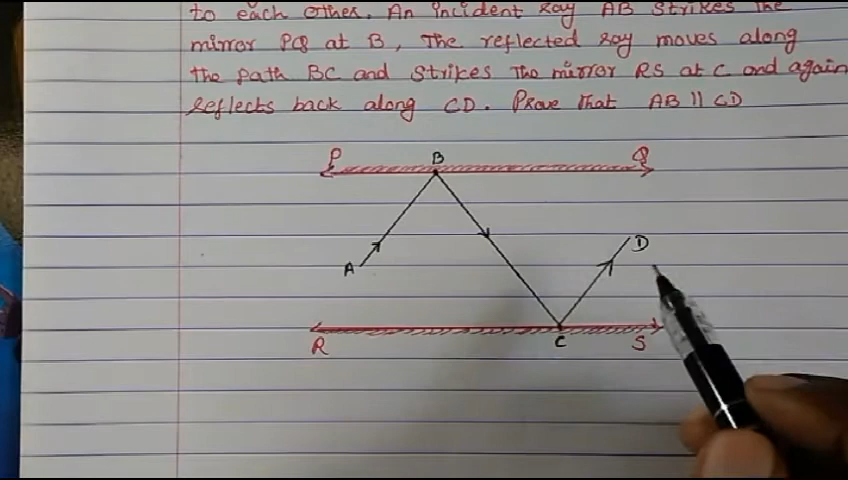 to each other. An incident ray AB strikes the
mirror PQ at B, The reflected ray moves along
the path BC and strikes the mirror RS at C and again
reflects back along CD. Prove that AB || CD
P B Q
A D
R C S